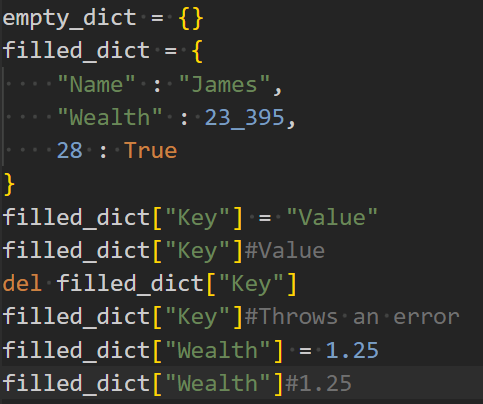 empty_dict = {}
filled_dict = {
    "Name" : "James",
    "Wealth" : 23_395,
    28 : True
}
filled_dict["Key"] = "Value"
filled_dict["Key"]#Value
del filled_dict["Key"]
filled_dict["Key"]#Throws an error
filled_dict["Wealth"] = 1.25
filled_dict["Wealth"]#1.25